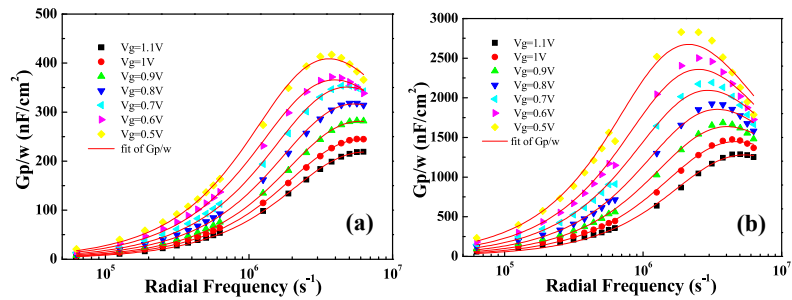 500
400
300
200
100
0
Gp/w (nF/cm²)
Vg=1.1V
Vg=1V
Vg=0.9V
Vg=0.8V
Vg=0.7V
Vg=0.6V
Vg=0.5V
fit of Gp/w
(a)
10⁵ 10⁶ 10⁷
Radial Frequency (s⁻¹)
3000
2500
2000
1500
1000
500
0
Gp/w (nF/cm²)
Vg=1.1V
Vg=1V
Vg=0.9V
Vg=0.8V
Vg=0.7V
Vg=0.6V
Vg=0.5V
fit of Gp/w
(b)
10⁵ 10⁶ 10⁷
Radial Frequency (s⁻¹)